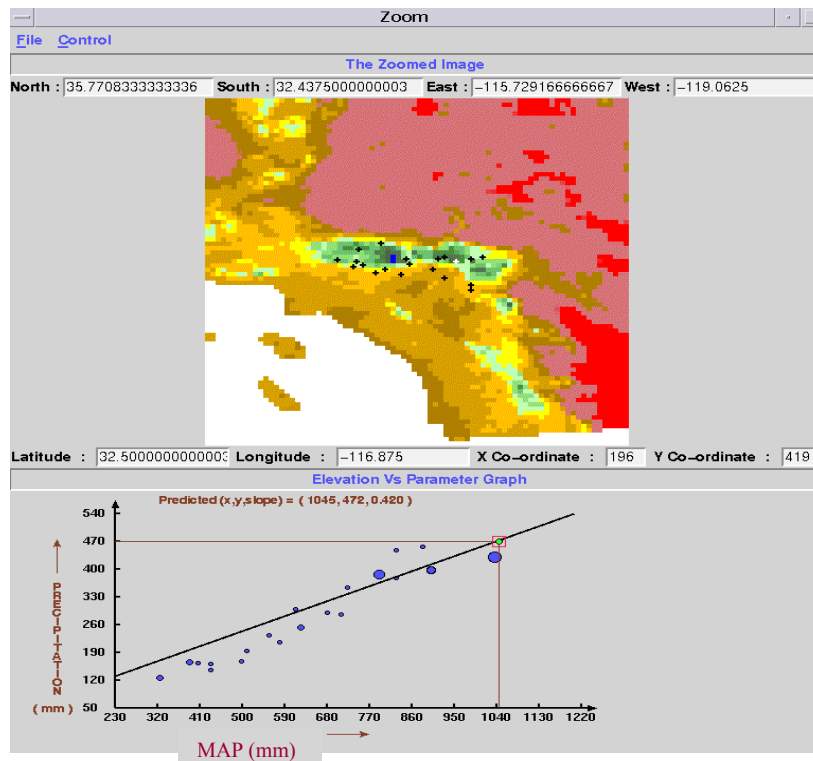 Zoom
File Control
The Zoomed Image
North : 35.7708333333336 South : 32.4375000000003 East : -115.729166666667 West : -119.0625
Latitude : 32.5000000000003 Longitude : -116.875 X Co-ordinate : 196 Y Co-ordinate : 419
Elevation Vs Parameter Graph
Predicted (x,y,slope) = ( 1045, 472, 0.420 )
540
470
400
330
260
190
120
50
PRECIPITATION
( mm )
230 320 410 500 590 680 770 860 950 1040 1130 1220
MAP (mm)